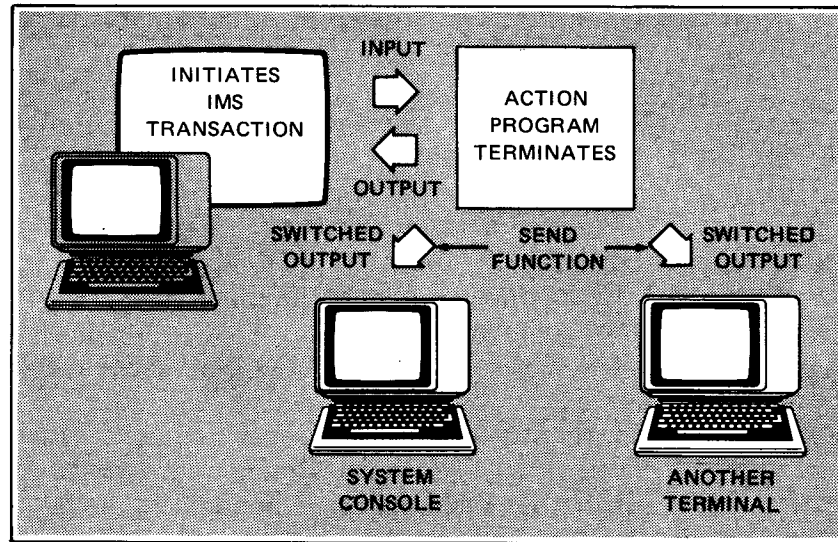 INITIATES
IMS
TRANSACTION
INPUT
OUTPUT
ACTION
PROGRAM
TERMINATES
SWITCHED
OUTPUT
SEND
FUNCTION
SWITCHED
OUTPUT
SYSTEM
CONSOLE
ANOTHER
TERMINAL